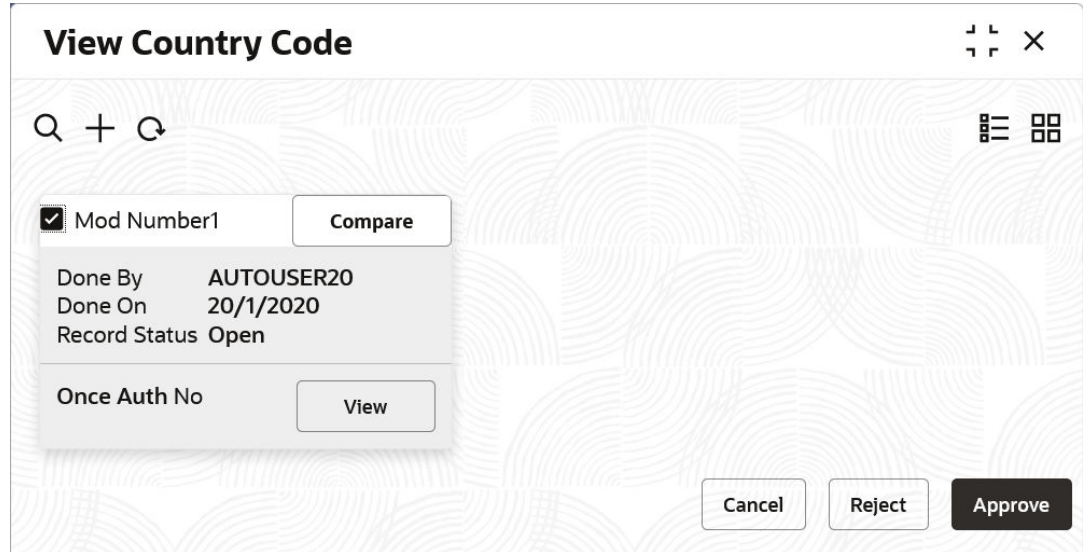 View Country Code
Mod Number1 Compare
Done By AUTOUSER20
Done On 20/1/2020
Record Status Open
Once Auth No View
Cancel Reject Approve